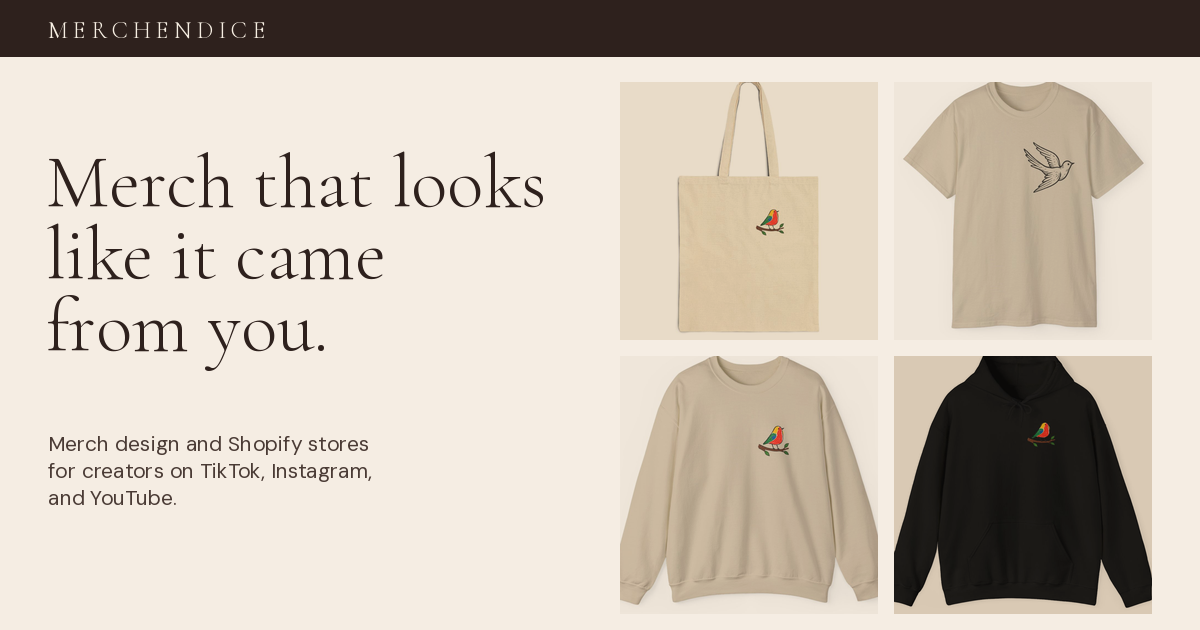 MERCHENDICE
Merch that looks
like it came
from you.
Merch design and Shopify stores
for creators on TikTok, Instagram,
and YouTube.